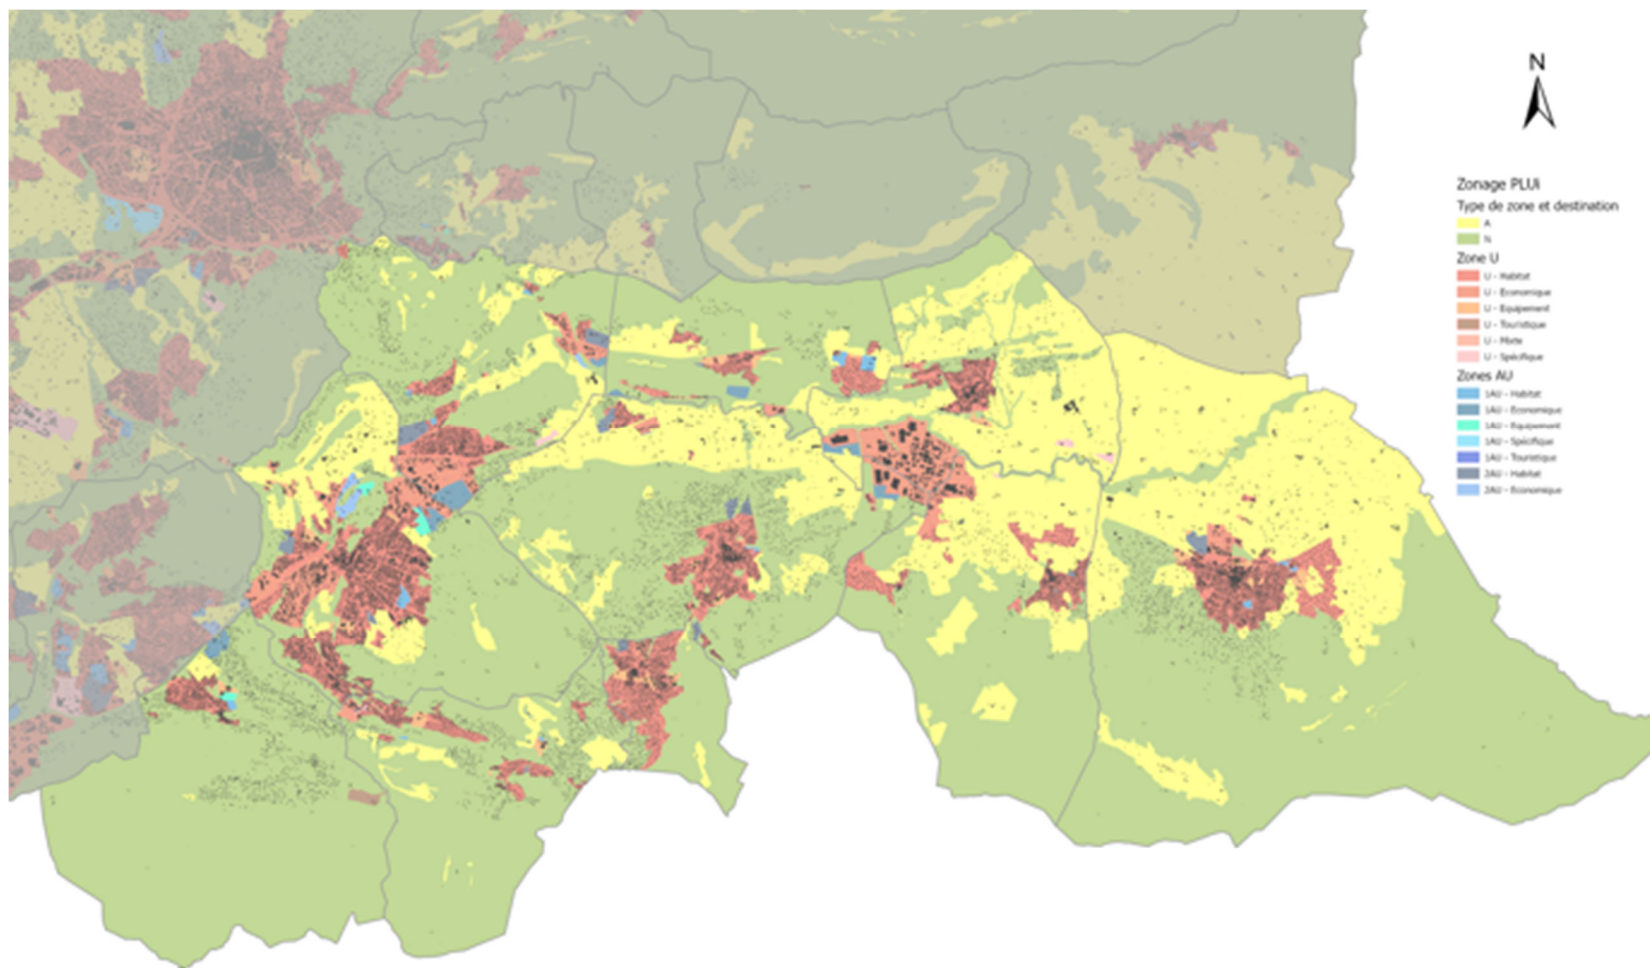 N
Zonage PLUi
Type de zone et destination
A
N
Zone U
U - Habitat
U - Economique
U - Equipement
U - Touristique
U - Mixte
U - Spécifique
Zones AU
1AU - Habitat
1AU - Economique
1AU - Equipement
1AU - Spécifique
1AU - Touristique
2AU - Habitat
2AU - Economique